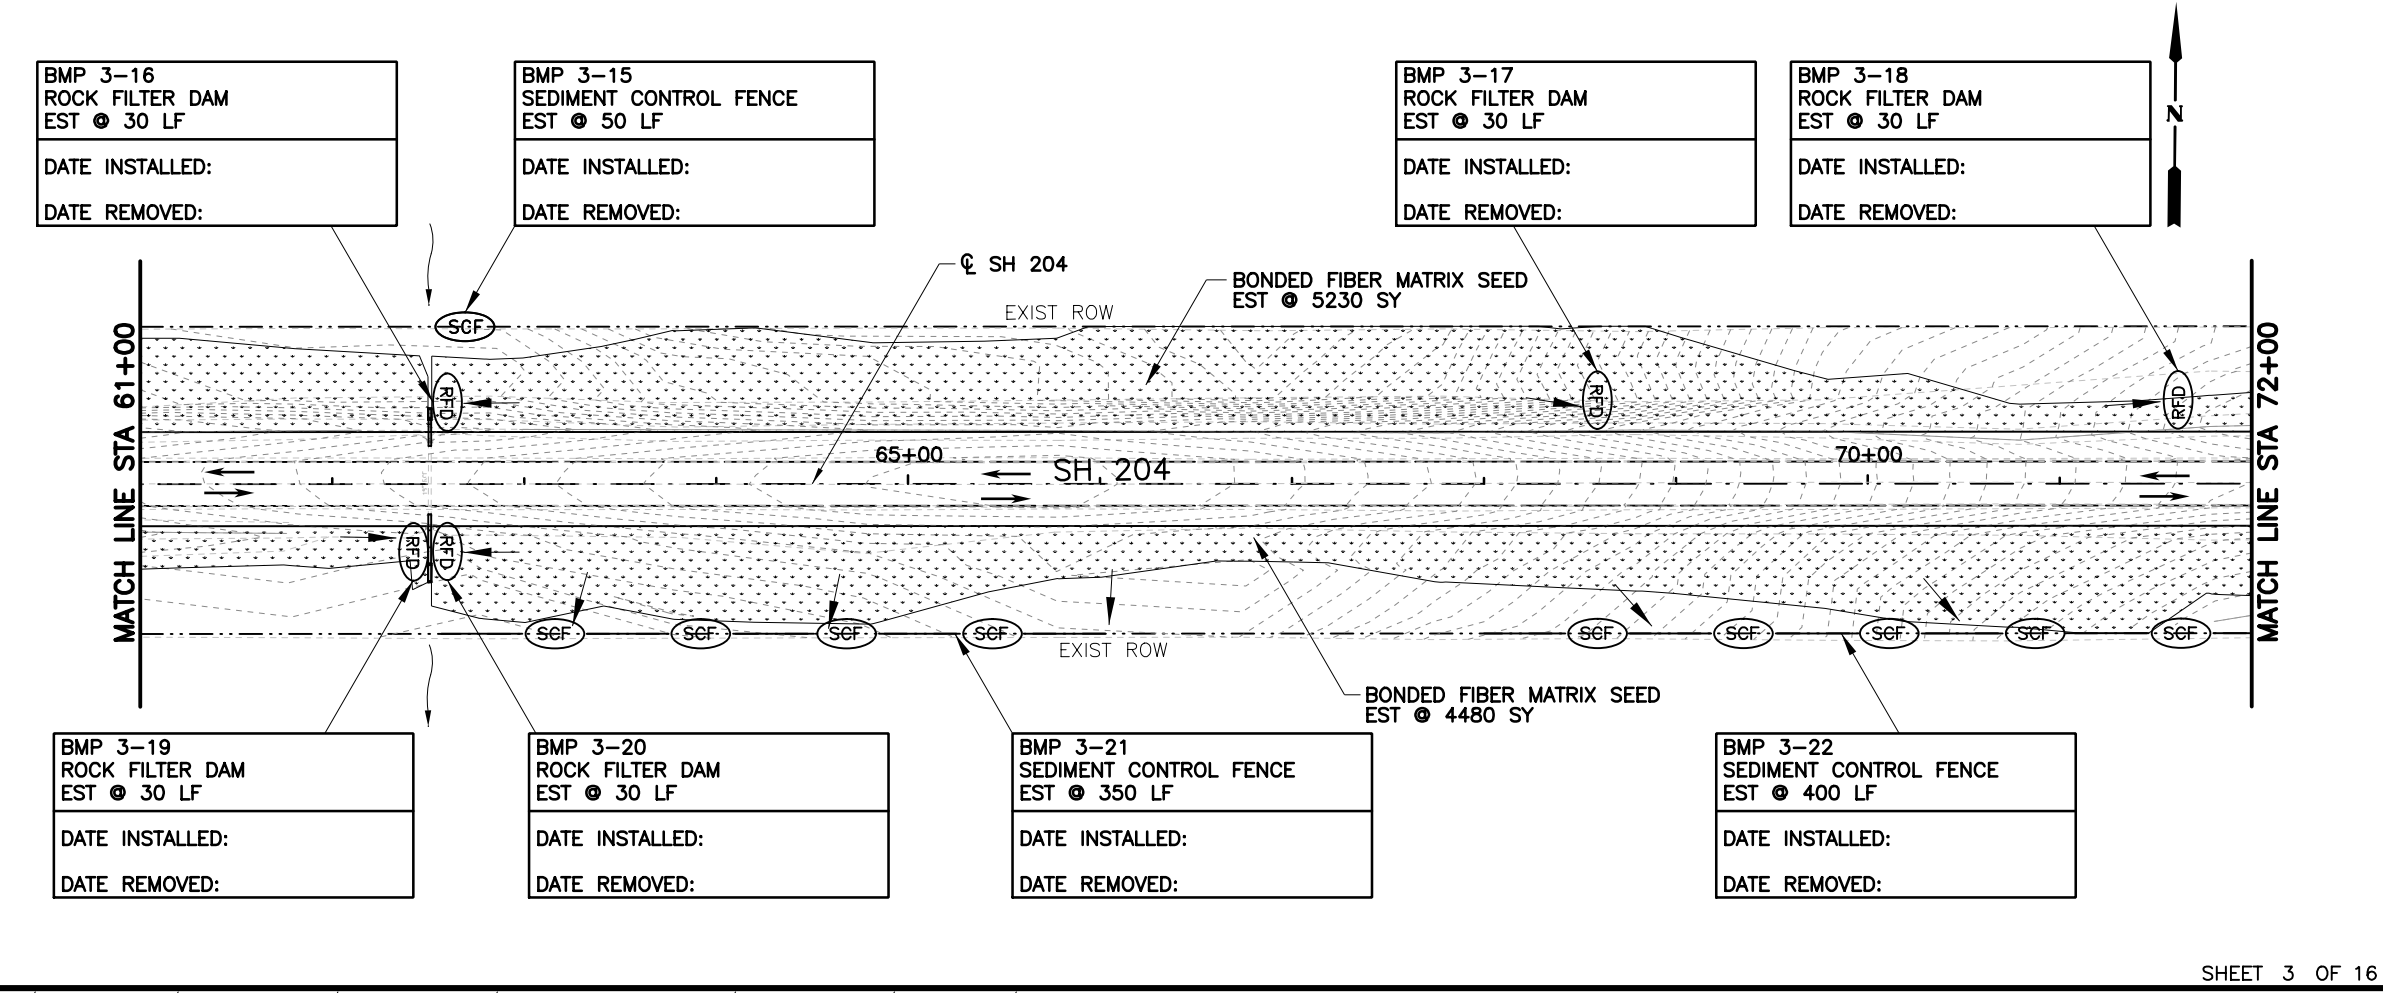 BMP 3-16
ROCK FILTER DAM
EST @ 30 LF
DATE INSTALLED:
DATE REMOVED:
BMP 3-15
SEDIMENT CONTROL FENCE
EST @ 50 LF
DATE INSTALLED:
DATE REMOVED:
BMP 3-17
ROCK FILTER DAM
EST @ 30 LF
DATE INSTALLED:
DATE REMOVED:
BMP 3-18
ROCK FILTER DAM
EST @ 30 LF
DATE INSTALLED:
DATE REMOVED:
N
℄ SH 204
BONDED FIBER MATRIX SEED
EST @ 5230 SY
EXIST ROW
SCF
RFD
RFD
RFD
MATCH LINE STA 61+00
65+00
SH 204
70+00
MATCH LINE STA 72+00
RFD
RFD
SCF
SCF
SCF
SCF
SCF
SCF
SCF
SCF
SCF
EXIST ROW
BONDED FIBER MATRIX SEED
EST @ 4480 SY
BMP 3-19
ROCK FILTER DAM
EST @ 30 LF
DATE INSTALLED:
DATE REMOVED:
BMP 3-20
ROCK FILTER DAM
EST @ 30 LF
DATE INSTALLED:
DATE REMOVED:
BMP 3-21
SEDIMENT CONTROL FENCE
EST @ 350 LF
DATE INSTALLED:
DATE REMOVED:
BMP 3-22
SEDIMENT CONTROL FENCE
EST @ 400 LF
DATE INSTALLED:
DATE REMOVED:
SHEET 3 OF 16